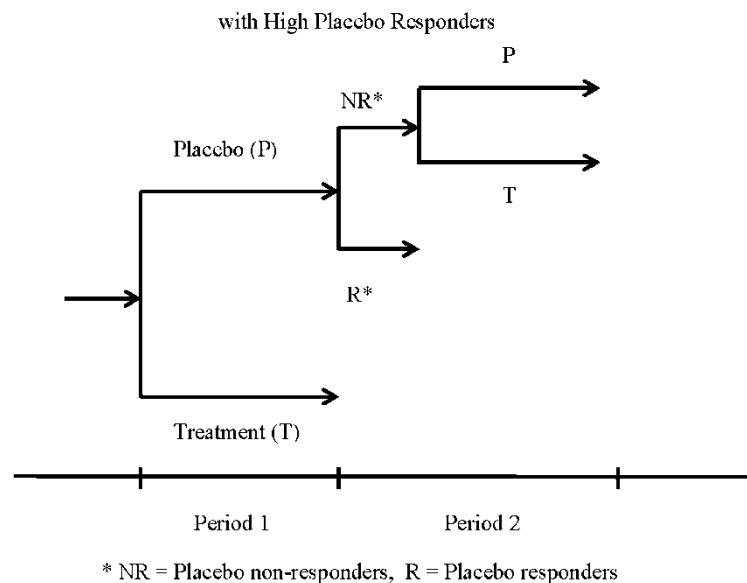 with High Placebo Responders
P
NR*
Placebo (P)
T
R*
Treatment (T)
Period 1
Period 2
* NR = Placebo non-responders, R = Placebo responders